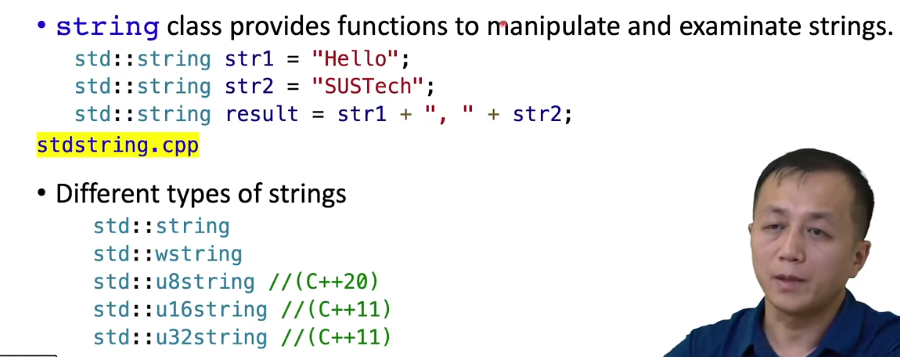 • string class provides functions to manipulate and examinate strings.
std::string str1 = "Hello";
std::string str2 = "SUSTech";
std::string result = str1 + ", " + str2;
stdstring.cpp
• Different types of strings
std::string
std::wstring
std::u8string //(C++20)
std::u16string //(C++11)
std::u32string //(C++11)